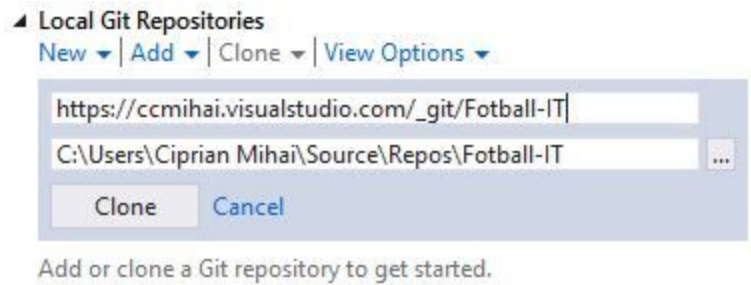 Local Git Repositories
New | Add | Clone | View Options
https://ccmihai.visualstudio.com/_git/Fotball-IT
C:\Users\Ciprian Mihai\Source\Repos\Fotball-IT ...
Clone Cancel
Add or clone a Git repository to get started.